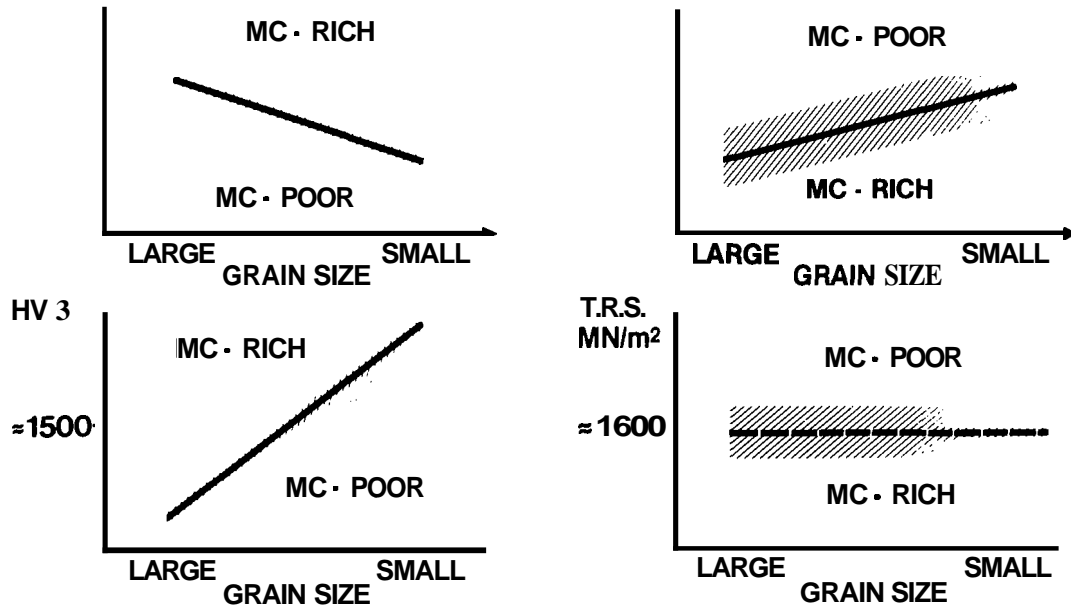 MC - RICH
MC - POOR
LARGE SMALL
GRAIN SIZE
MC - POOR
MC - RICH
LARGE SMALL
GRAIN SIZE
HV 3
≈1500
MC - RICH
MC - POOR
LARGE SMALL
GRAIN SIZE
T.R.S.
MN/m²
≈1600
MC - POOR
MC - RICH
LARGE SMALL
GRAIN SIZE